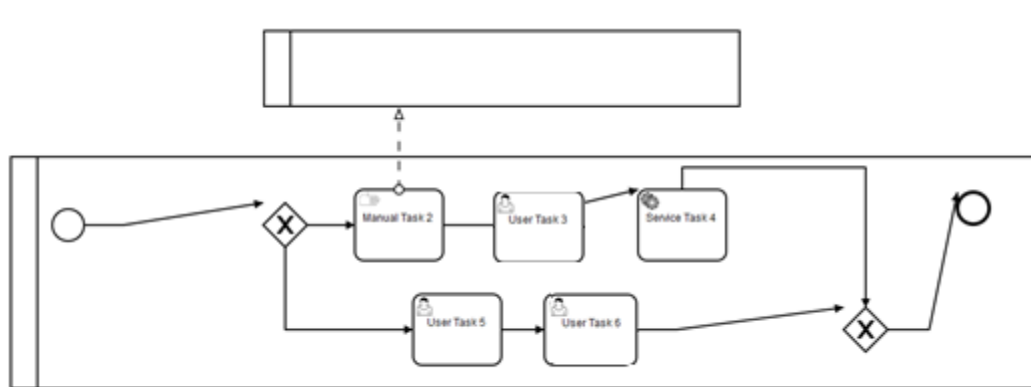 Manual Task 2
User Task 3
Service Task 4
User Task 5
User Task 6